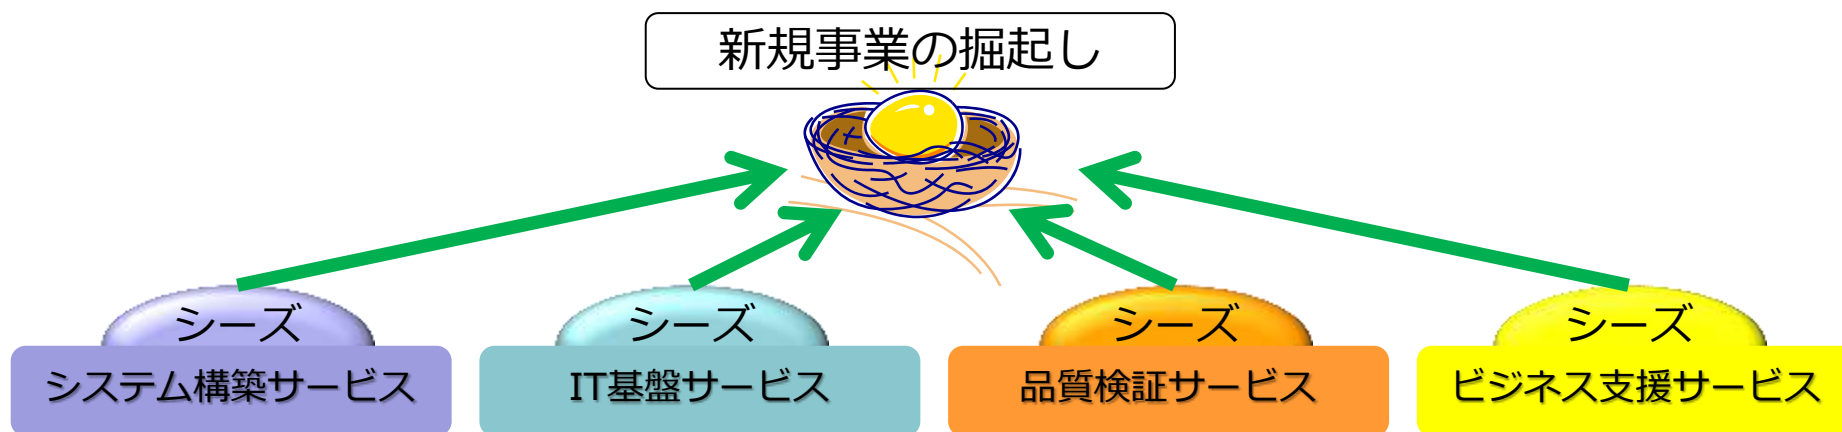 新規事業の掘起し
シーズ
シーズ
シーズ
シーズ
システム構築サービス
IT基盤サービス
品質検証サービス
ビジネス支援サービス